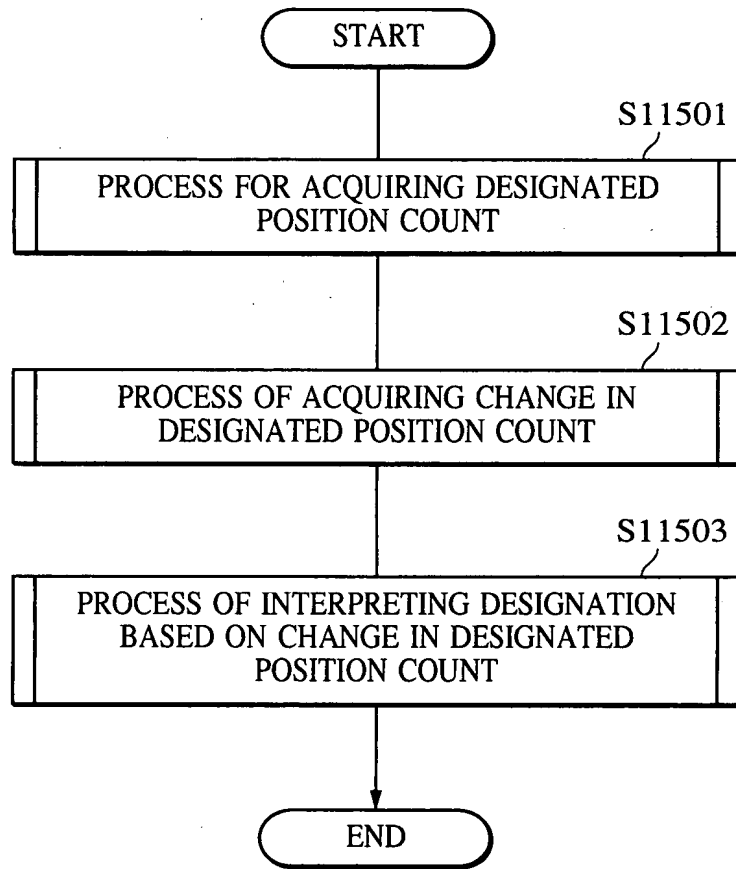 START
S11501
PROCESS FOR ACQUIRING DESIGNATED
POSITION COUNT
S11502
PROCESS OF ACQUIRING CHANGE IN
DESIGNATED POSITION COUNT
S11503
PROCESS OF INTERPRETING DESIGNATION
BASED ON CHANGE IN DESIGNATED
POSITION COUNT
END